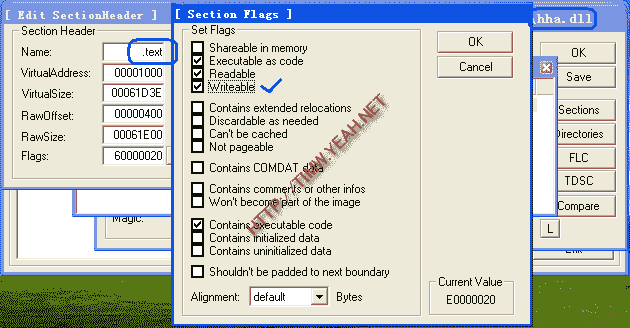 [ Edit SectionHeader ]
[ Section Flags ]
\hha.dll
Section Header
Name: .text
VirtualAddress: 00001000
VirtualSize: 00061D3E
RawOffset: 00000400
RawSize: 00061E00
Flags: 60000020
Magic:
Set Flags
Shareable in memory
Executable as code
Readable
Writeable
Contains extended relocations
Discardable as needed
Can't be cached
Not pageable
Contains COMDAT data
Contains comments or other infos
Won't become part of the image
Contains executable code
Contains initialized data
Contains uninitialized data
Shouldn't be padded to next boundary
Alignment: default Bytes
OK
Cancel
Current Value
E0000020
OK
Save
Sections
Directories
FLC
TDSC
Compare
L
HTTP://TKW.YEAH.NET